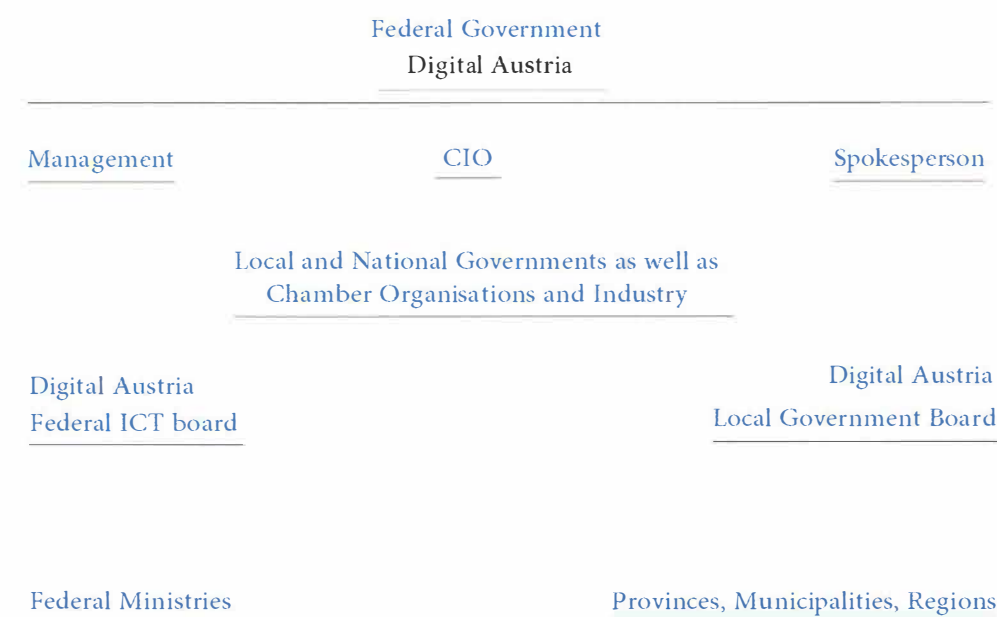 Federal Government
Digital Austria
Management CIO Spokesperson
Local and National Governments as well as
Chamber Organisations and Industry
Digital Austria
Federal ICT board
Digital Austria
Local Government Board
Federal Ministries
Provinces, Municipalities, Regions